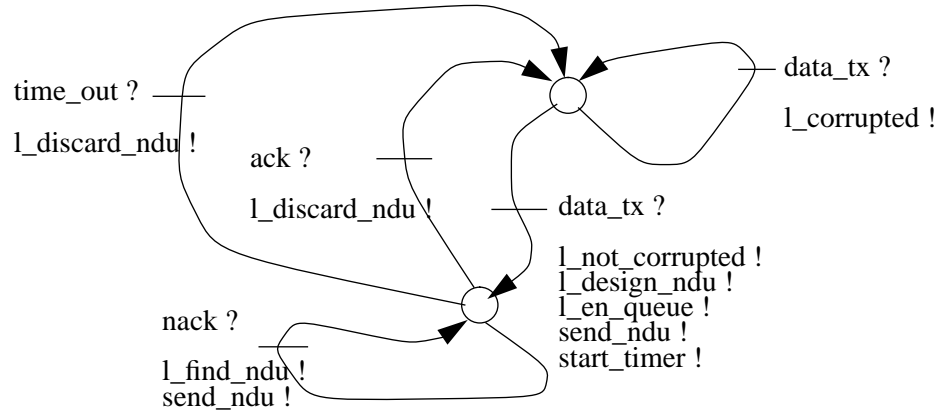 time_out ?
l_discard_ndu !
ack ?
l_discard_ndu !
data_tx ?
l_corrupted !
data_tx ?
l_not_corrupted !
l_design_ndu !
l_en_queue !
send_ndu !
start_timer !
nack ?
l_find_ndu !
send_ndu !